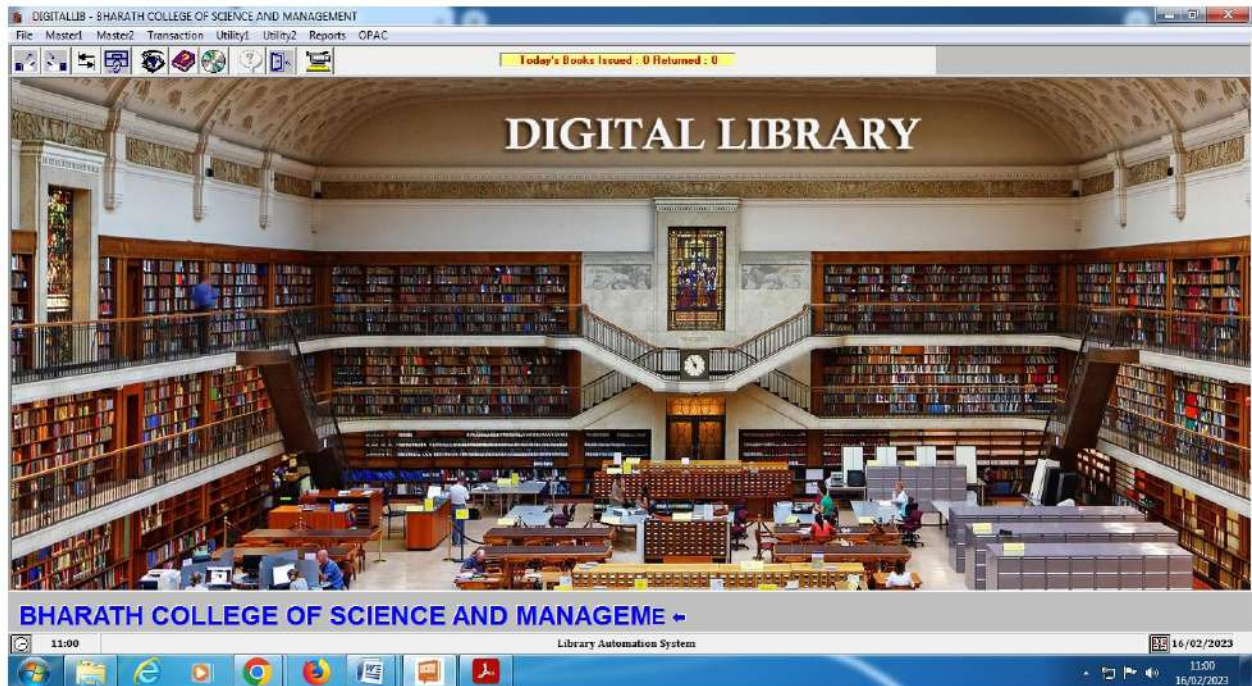 DIGITALLIB - BHARATH COLLEGE OF SCIENCE AND MANAGEMENT
File Master1 Master2 Transaction Utility1 Utility2 Reports OPAC
Today's Books Issued : 0 Returned : 0
DIGITAL LIBRARY
BHARATH COLLEGE OF SCIENCE AND MANAGEME
11:00 Library Automation System 16/02/2023
11:00
16/02/2023